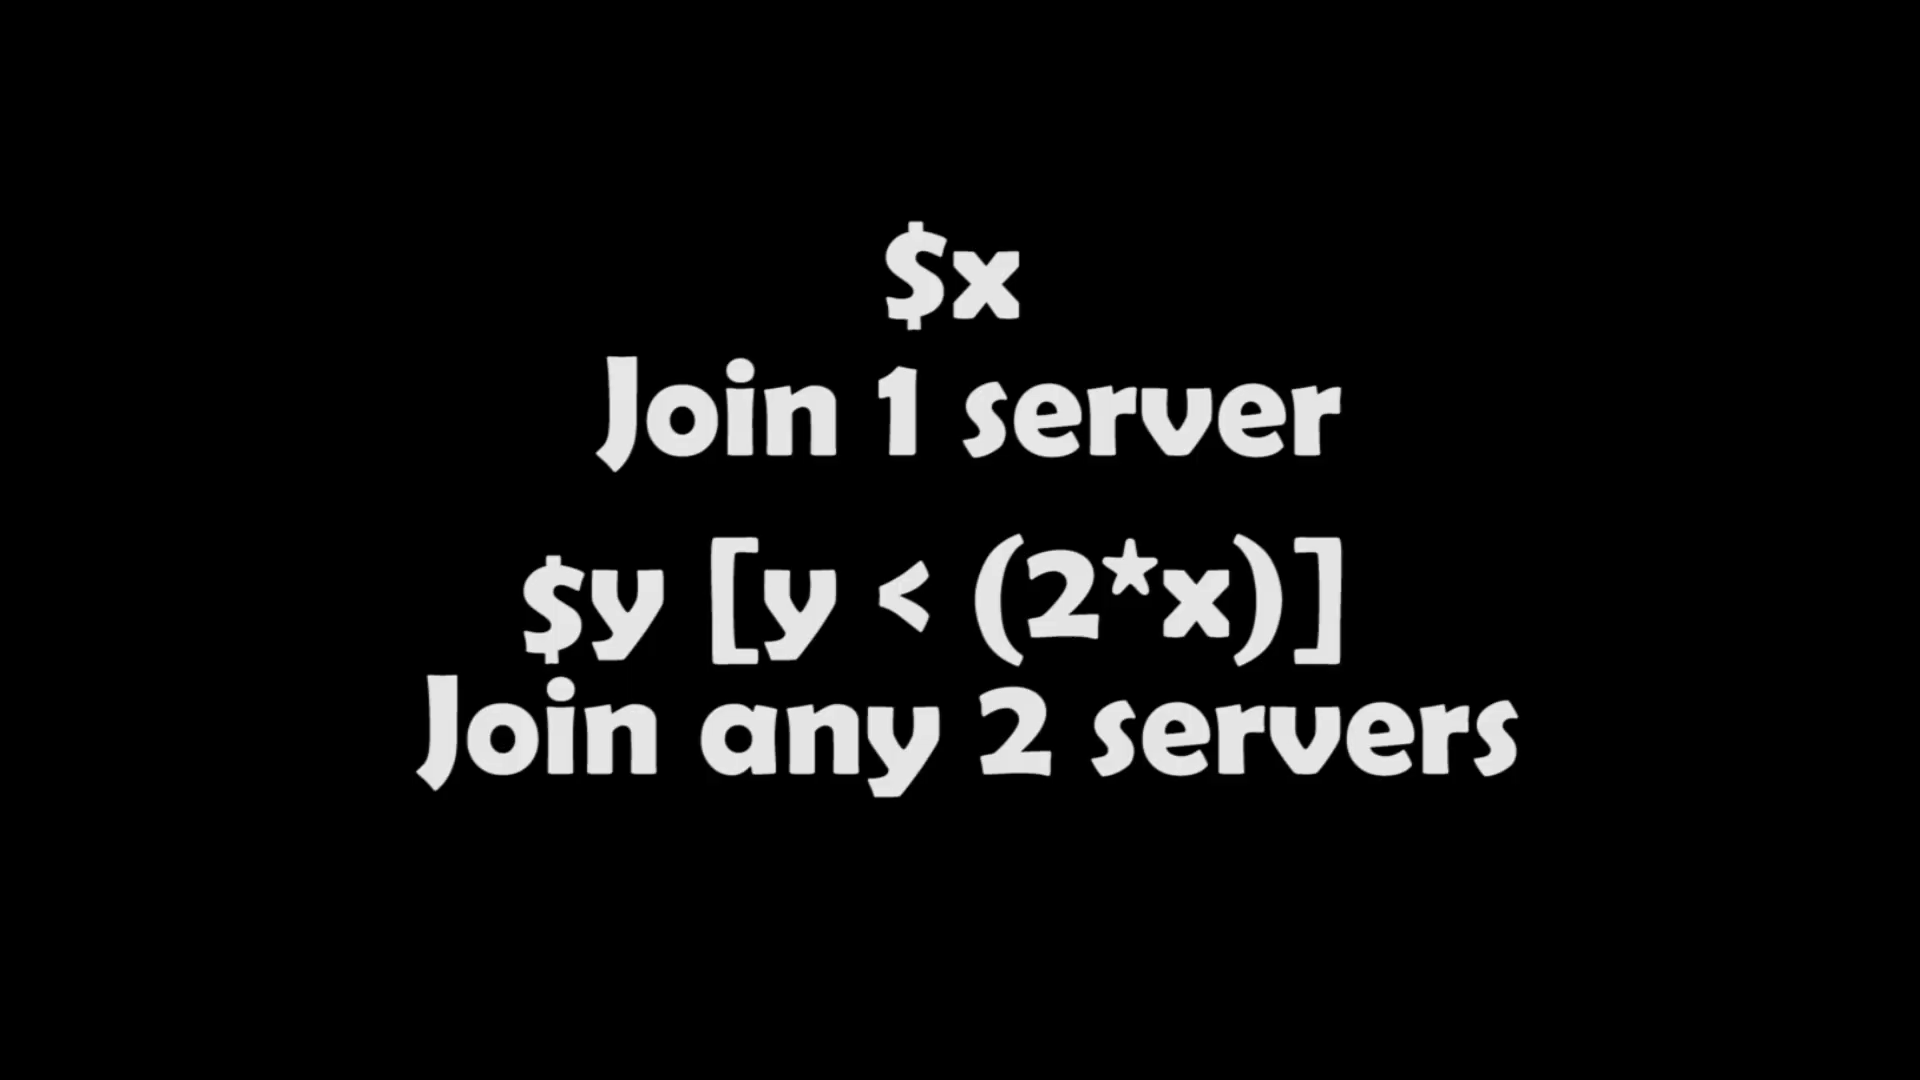 $x
Join 1 server
$y [y < (2*x)]
Join any 2 servers